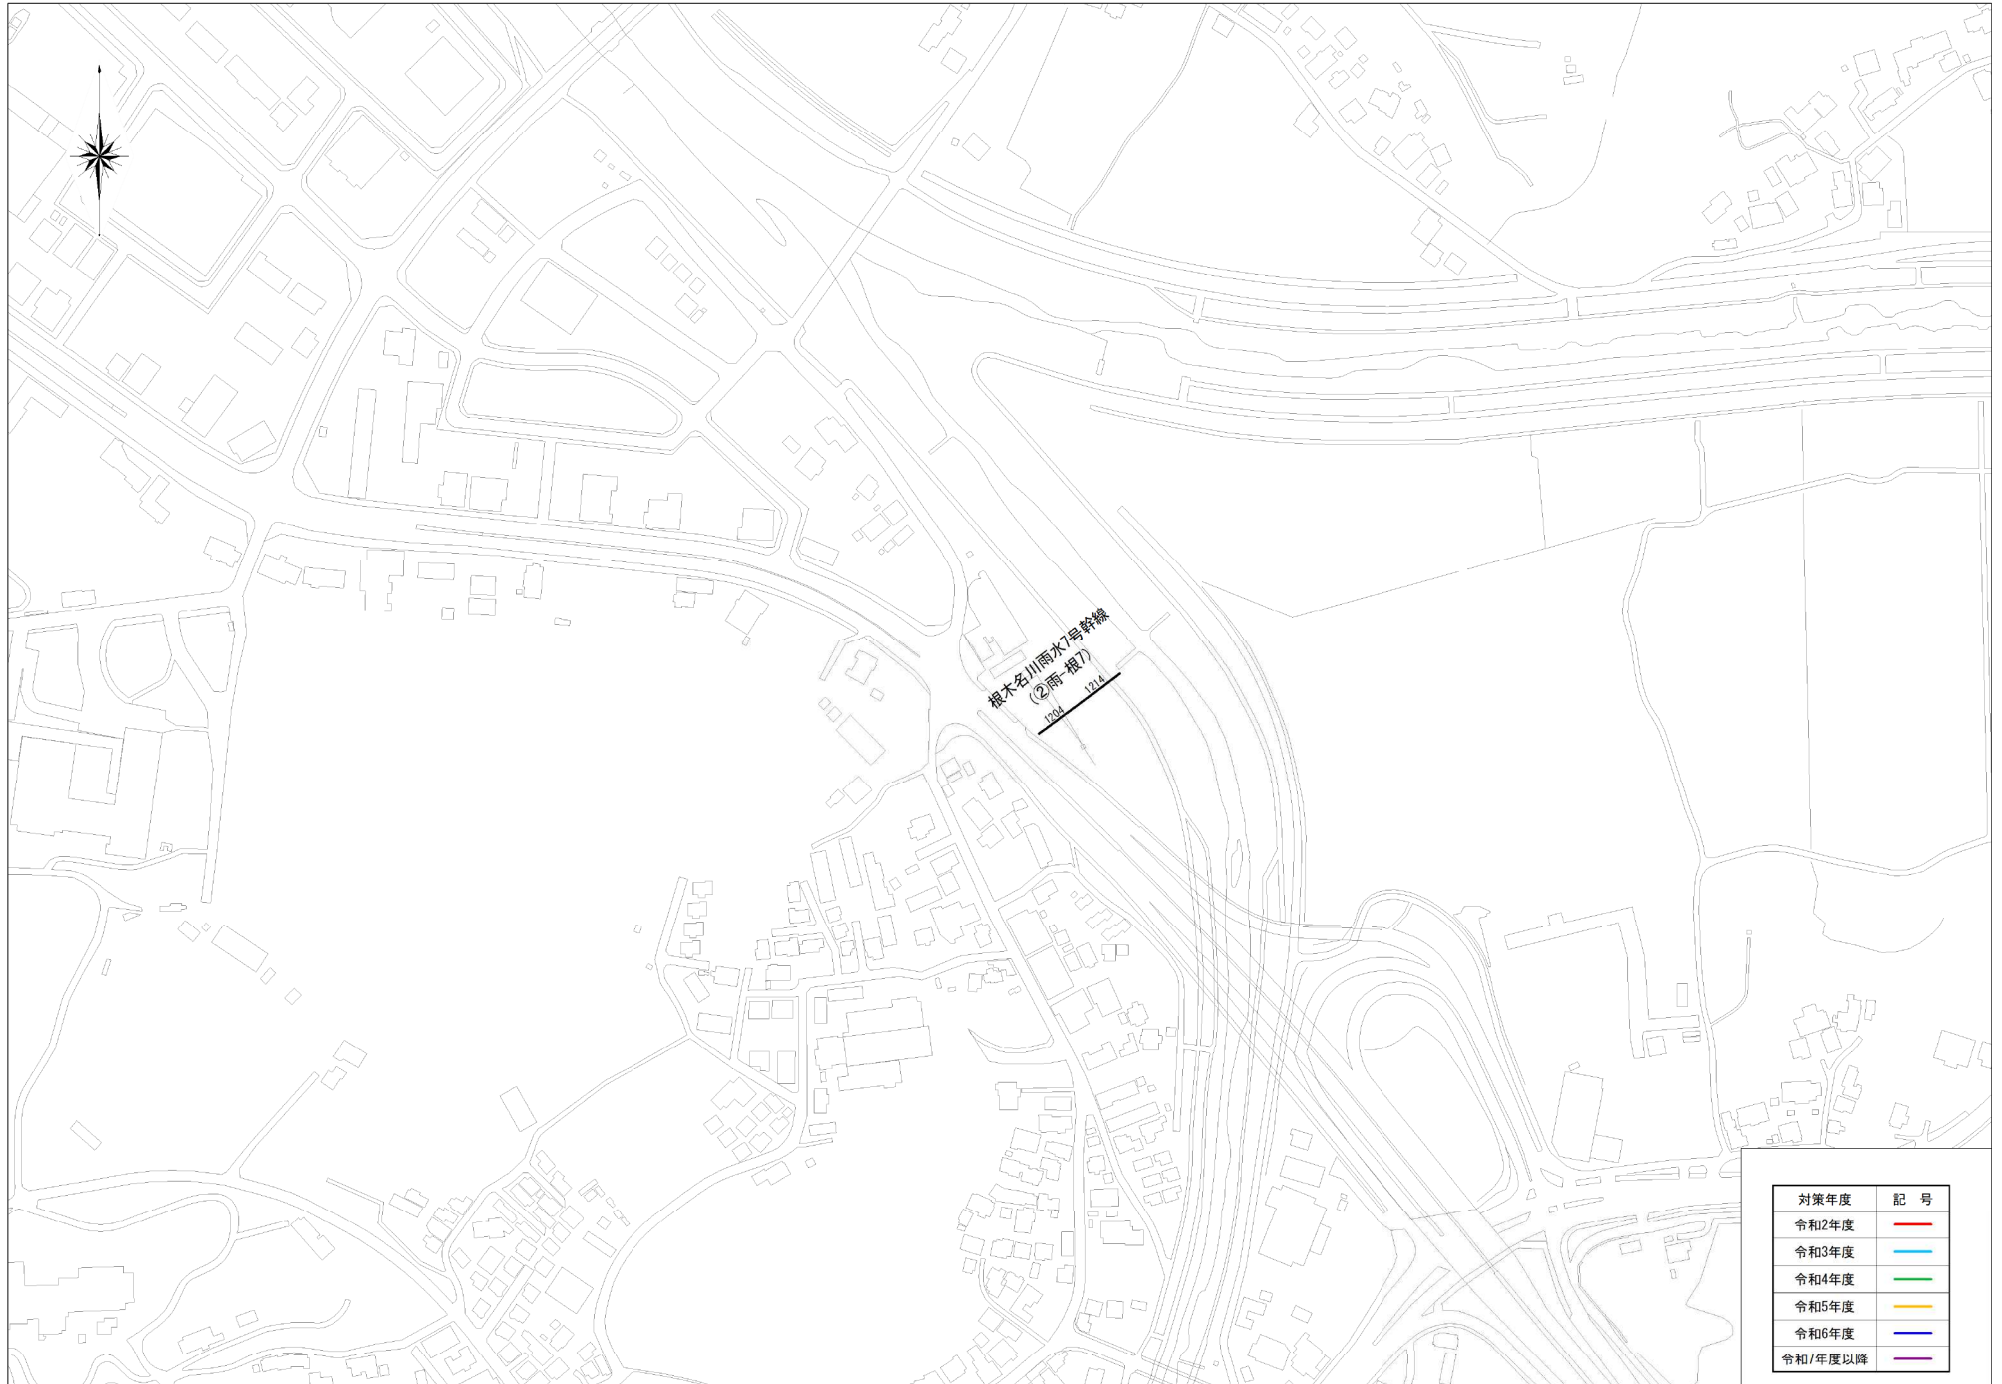 根木名川雨水7号幹線
(②雨-根7)
1204 1214
対策年度 記 号
令和2年度
令和3年度
令和4年度
令和5年度
令和6年度
令和7年度以降